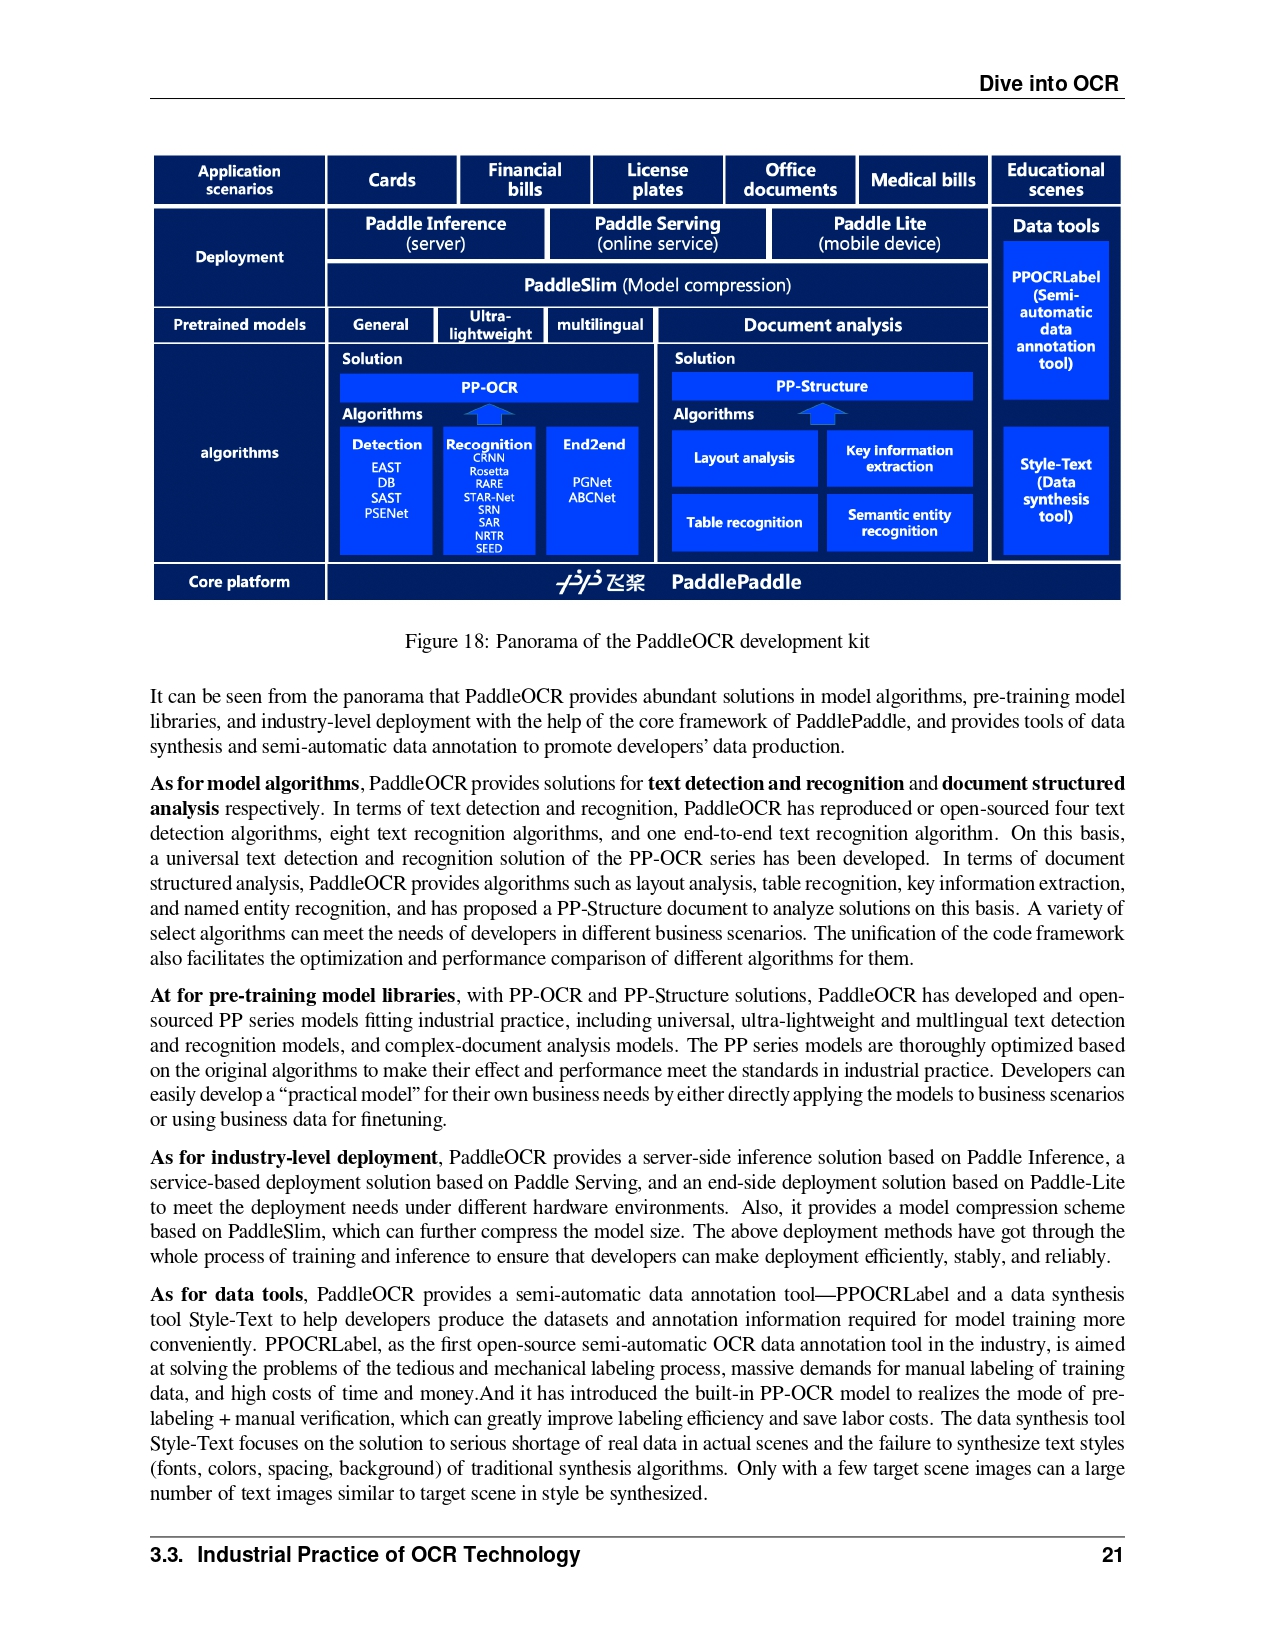 Dive into OCR
Application
scenarios
Cards
Financial
bills
License
plates
Office
documents
Medical bills
Educational
scenes
Deployment
Paddle Inference
(server)
Paddle Serving
(online service)
Paddle Lite
(mobile device)
PaddleSlim (Model compression)
Data tools
PPOCRLabel
(Semi-
automatic
data
annotation
tool)
Style-Text
(Data
synthesis
tool)
Pretrained models
General
Ultra-
lightweight
multilingual
Document analysis
algorithms
Solution
PP-OCR
Algorithms
Detection
EAST
DB
SAST
PSENet
Recognition
CRNN
Rosetta
RARE
STAR-Net
SRN
SAR
NRTR
SEED
End2end
PGNet
ABCNet
Solution
PP-Structure
Algorithms
Layout analysis
Key information
extraction
Table recognition
Semantic entity
recognition
Core platform
飞桨 PaddlePaddle
Figure 18: Panorama of the PaddleOCR development kit
It can be seen from the panorama that PaddleOCR provides abundant solutions in model algorithms, pre-training model
libraries, and industry-level deployment with the help of the core framework of PaddlePaddle, and provides tools of data
synthesis and semi-automatic data annotation to promote developers’ data production.
As for model algorithms, PaddleOCR provides solutions for text detection and recognition and document structured
analysis respectively. In terms of text detection and recognition, PaddleOCR has reproduced or open-sourced four text
detection algorithms, eight text recognition algorithms, and one end-to-end text recognition algorithm. On this basis,
a universal text detection and recognition solution of the PP-OCR series has been developed. In terms of document
structured analysis, PaddleOCR provides algorithms such as layout analysis, table recognition, key information extraction,
and named entity recognition, and has proposed a PP-Structure document to analyze solutions on this basis. A variety of
select algorithms can meet the needs of developers in different business scenarios. The unification of the code framework
also facilitates the optimization and performance comparison of different algorithms for them.
At for pre-training model libraries, with PP-OCR and PP-Structure solutions, PaddleOCR has developed and open-
sourced PP series models fitting industrial practice, including universal, ultra-lightweight and multlingual text detection
and recognition models, and complex-document analysis models. The PP series models are thoroughly optimized based
on the original algorithms to make their effect and performance meet the standards in industrial practice. Developers can
easily develop a “practical model” for their own business needs by either directly applying the models to business scenarios
or using business data for finetuning.
As for industry-level deployment, PaddleOCR provides a server-side inference solution based on Paddle Inference, a
service-based deployment solution based on Paddle Serving, and an end-side deployment solution based on Paddle-Lite
to meet the deployment needs under different hardware environments. Also, it provides a model compression scheme
based on PaddleSlim, which can further compress the model size. The above deployment methods have got through the
whole process of training and inference to ensure that developers can make deployment efficiently, stably, and reliably.
As for data tools, PaddleOCR provides a semi-automatic data annotation tool—PPOCRLabel and a data synthesis
tool Style-Text to help developers produce the datasets and annotation information required for model training more
conveniently. PPOCRLabel, as the first open-source semi-automatic OCR data annotation tool in the industry, is aimed
at solving the problems of the tedious and mechanical labeling process, massive demands for manual labeling of training
data, and high costs of time and money.And it has introduced the built-in PP-OCR model to realizes the mode of pre-
labeling + manual verification, which can greatly improve labeling efficiency and save labor costs. The data synthesis tool
Style-Text focuses on the solution to serious shortage of real data in actual scenes and the failure to synthesize text styles
(fonts, colors, spacing, background) of traditional synthesis algorithms. Only with a few target scene images can a large
number of text images similar to target scene in style be synthesized.
3.3. Industrial Practice of OCR Technology
21